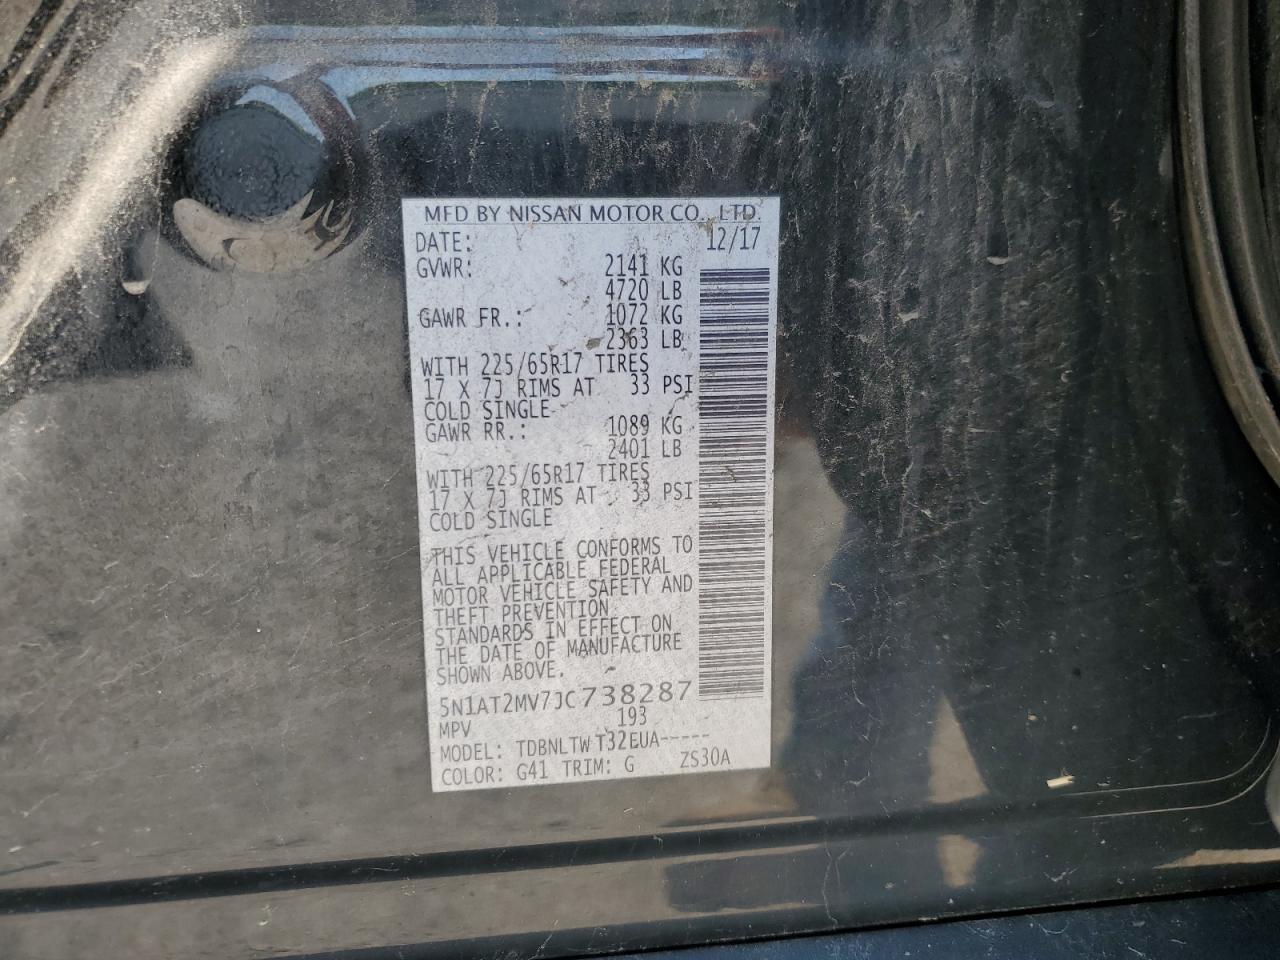 MFD BY NISSAN MOTOR CO., LTD.
DATE: 12/17
GVWR: 2141 KG
4720 LB
GAWR FR.: 1072 KG
2363 LB
WITH 225/65R17 TIRES
17 X 7J RIMS AT 33 PSI
COLD SINGLE
GAWR RR.: 1089 KG
2401 LB
WITH 225/65R17 TIRES
17 X 7J RIMS AT 33 PSI
COLD SINGLE
THIS VEHICLE CONFORMS TO
ALL APPLICABLE FEDERAL
MOTOR VEHICLE SAFETY AND
THEFT PREVENTION
STANDARDS IN EFFECT ON
THE DATE OF MANUFACTURE
SHOWN ABOVE.
5N1AT2MV7JC738287
MPV 193
MODEL: TDBNLTWT32EUA-----
COLOR: G41 TRIM: G ZS30A